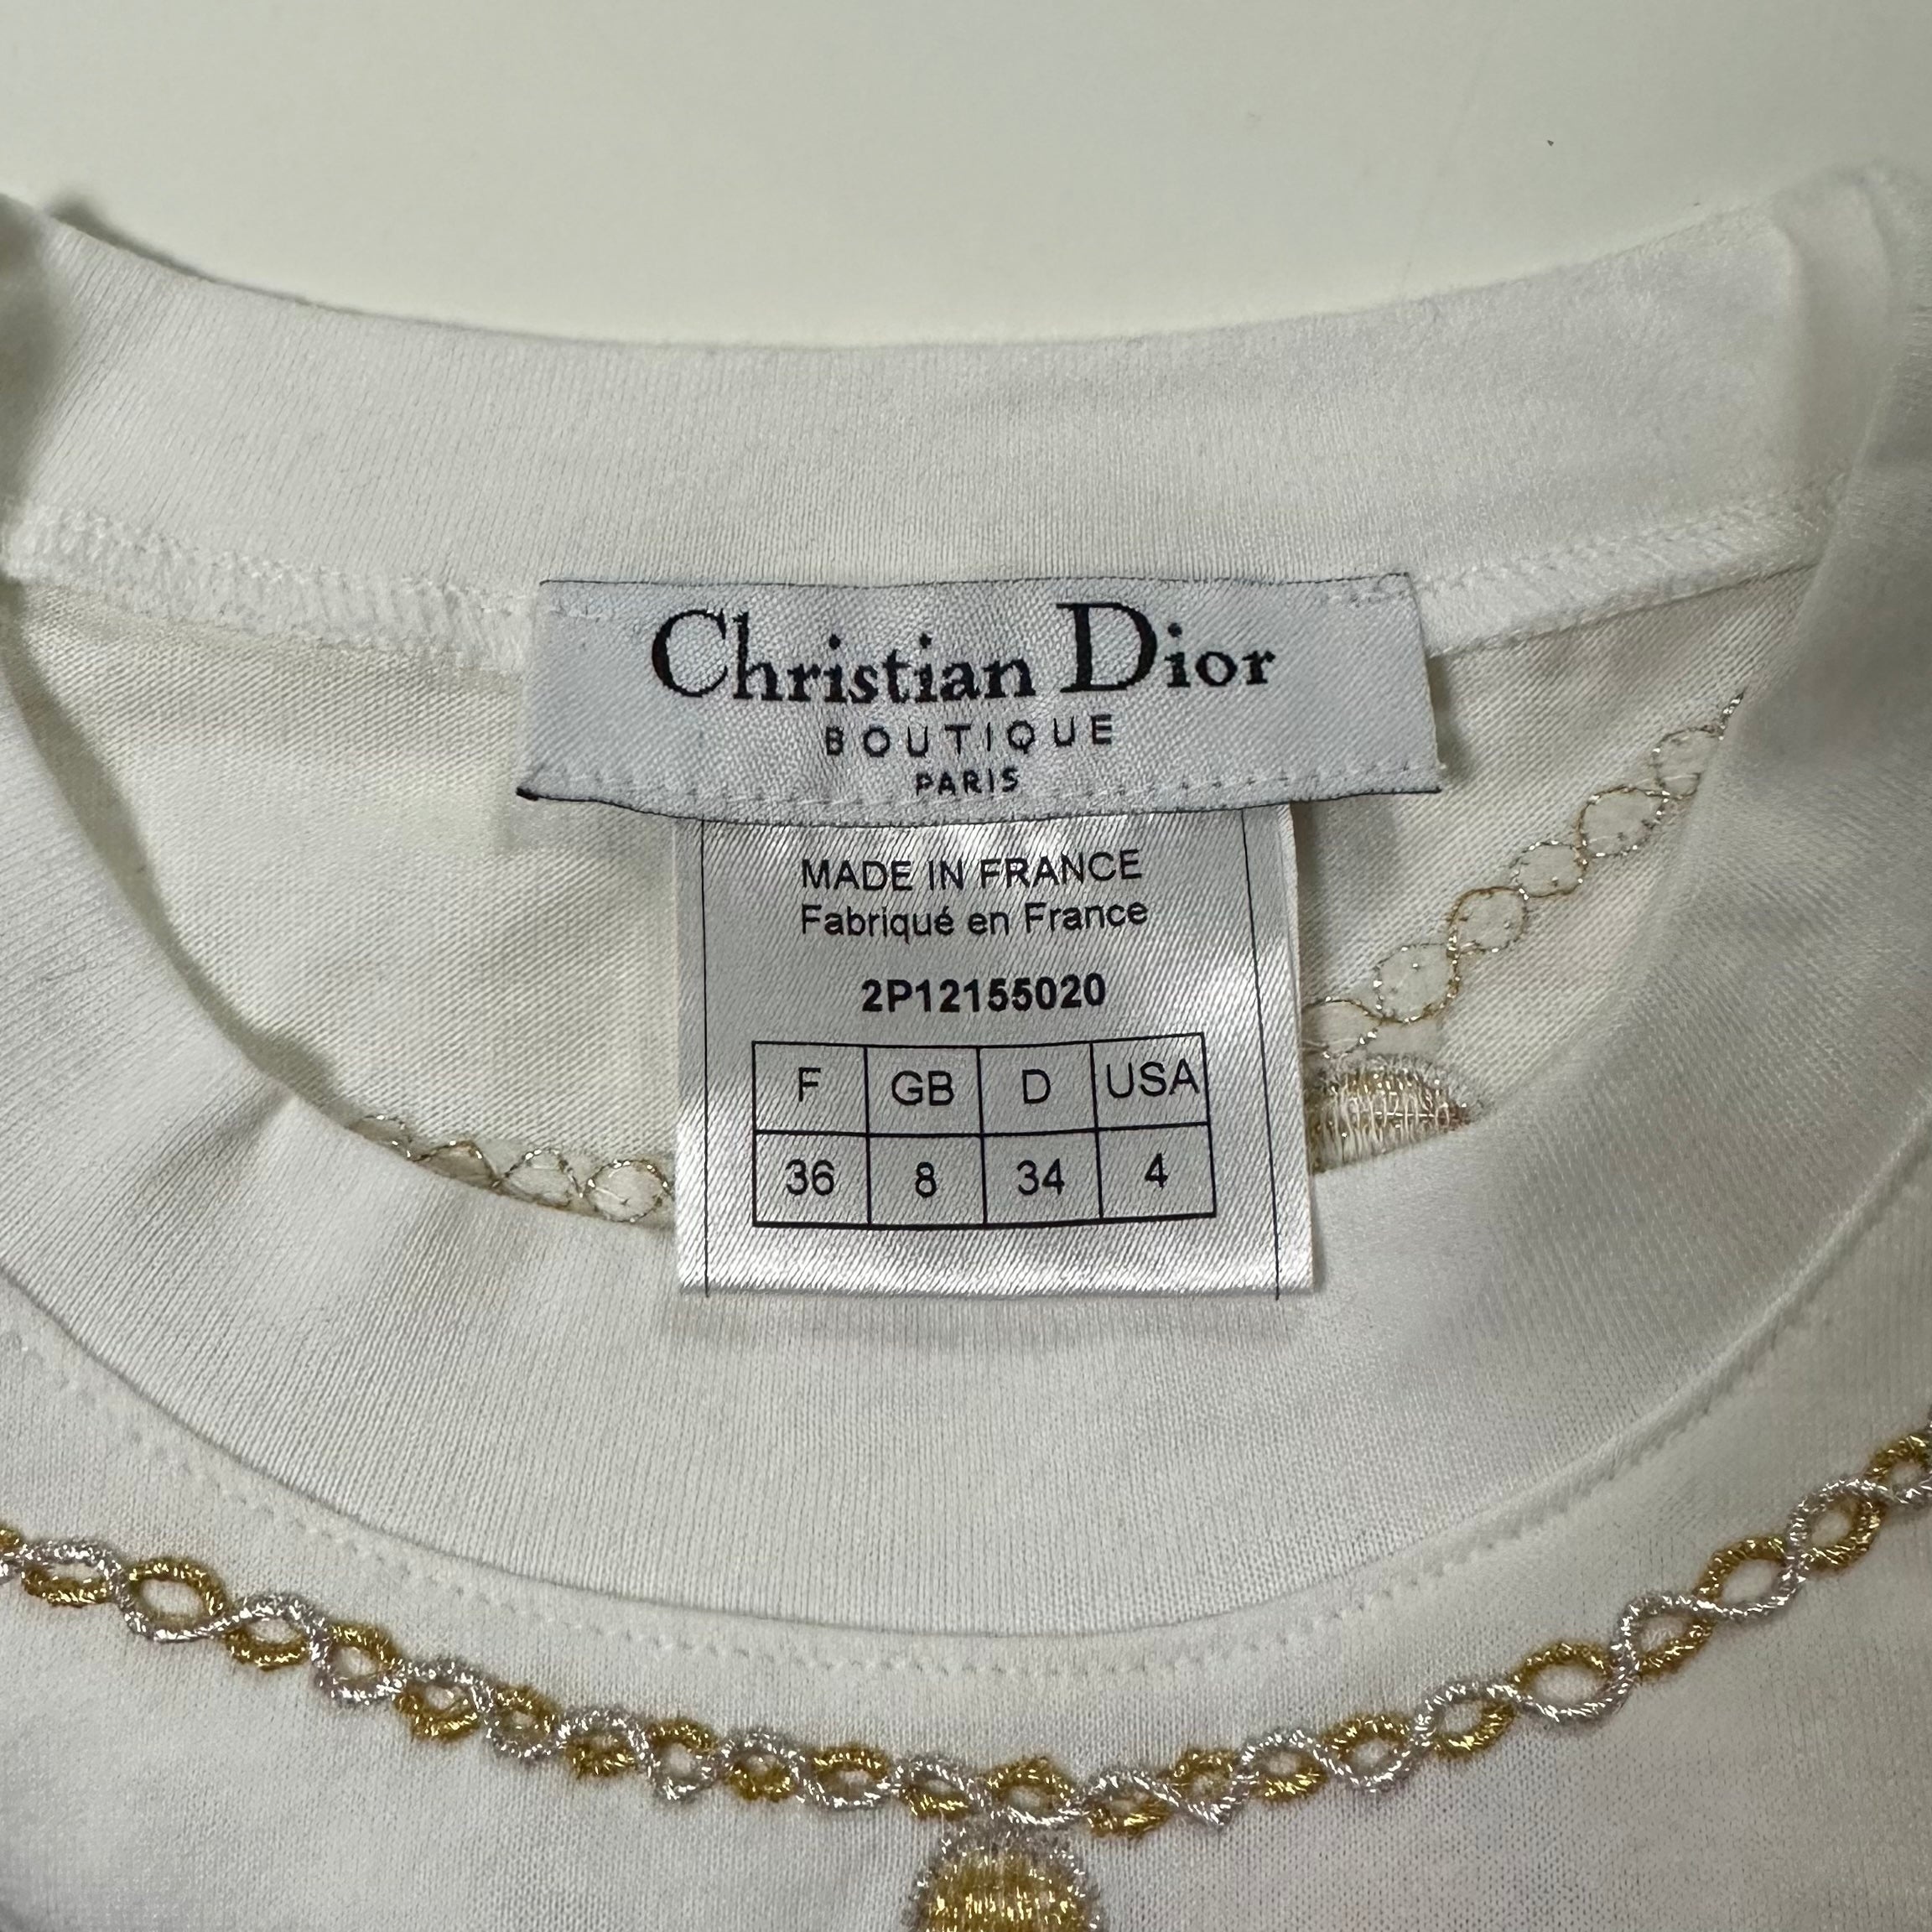 Christian Dior
BOUTIQUE
PARIS
MADE IN FRANCE
Fabriqué en France
2P12155020
F GB D USA
36 8 34 4